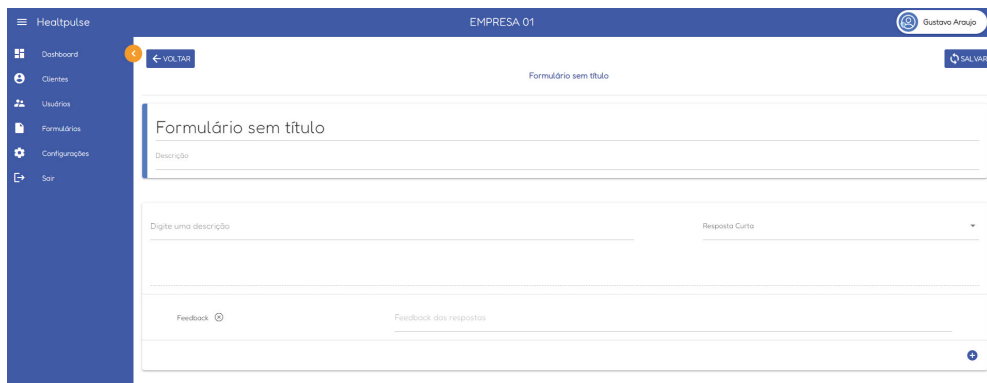 Healtpulse
EMPRESA 01
Gustavo Araujo
Dashboard
Clientes
Usuários
Formulários
Configurações
Sair
VOLTAR
SALVAR
Formulário sem título
Formulário sem título
Descrição
Digite uma descrição
Resposta Curta
Feedback
Feedback das respostas